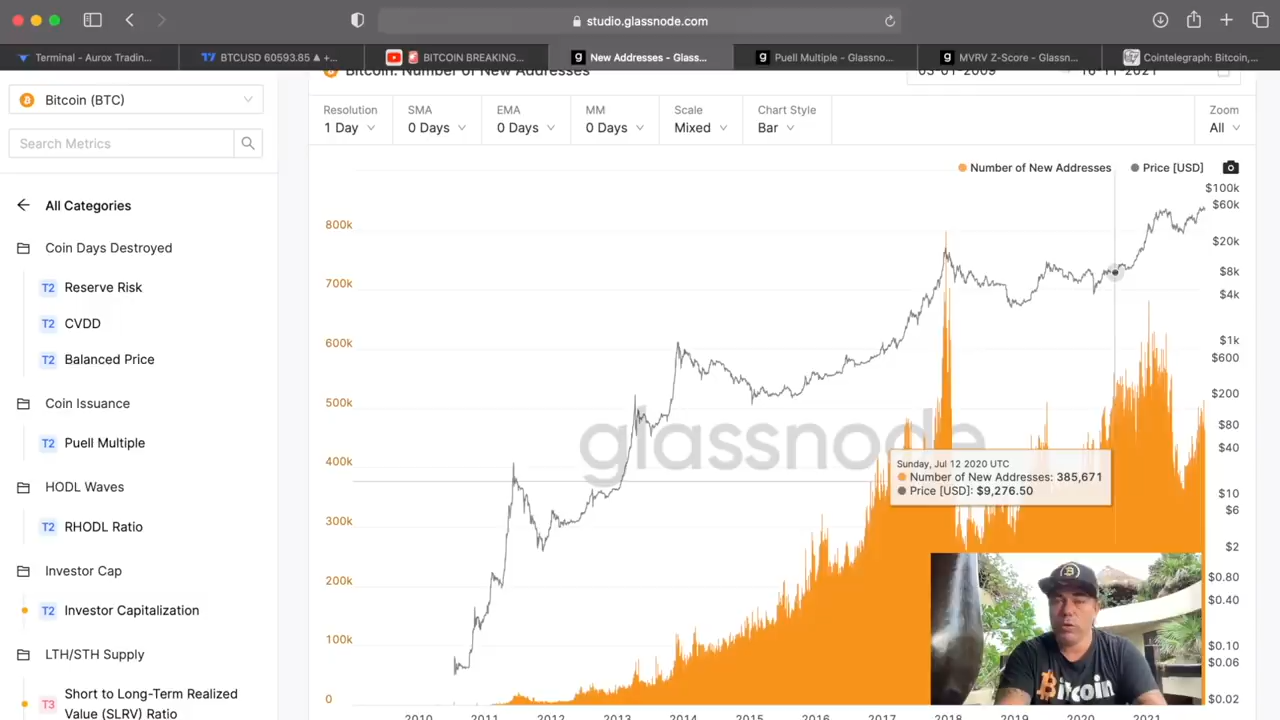 studio.glassnode.com
Terminal - Aurox Tradin...
BTCUSD 60593.85 ▲ +...
BITCOIN BREAKING...
New Addresses - Glass...
Puell Multiple - Glassno...
MVRV Z-Score - Glassn...
Cointelegraph: Bitcoin,...
Bitcoin: Number of New Addresses
03-01-2009
16-11-2021
Bitcoin (BTC)
Resolution
1 Day
SMA
0 Days
EMA
0 Days
MM
0 Days
Scale
Mixed
Chart Style
Bar
Zoom
All
Search Metrics
All Categories
Coin Days Destroyed
T2 Reserve Risk
T2 CVDD
T2 Balanced Price
Coin Issuance
T2 Puell Multiple
HODL Waves
T2 RHODL Ratio
Investor Cap
T2 Investor Capitalization
LTH/STH Supply
T3 Short to Long-Term Realized
Value (SLRV) Ratio
Number of New Addresses
Price [USD]
800k
700k
600k
500k
400k
300k
200k
100k
0
$100k
$60k
$20k
$8k
$4k
$1k
$600
$200
$80
$40
$10
$6
$2
$0.80
$0.40
$0.10
$0.06
$0.02
glassnode
Sunday, Jul 12 2020 UTC
Number of New Addresses: 385,671
Price [USD]: $9,276.50
Bitcoin
2010 2011 2012 2013 2014 2015 2016 2017 2018 2019 2020 2021